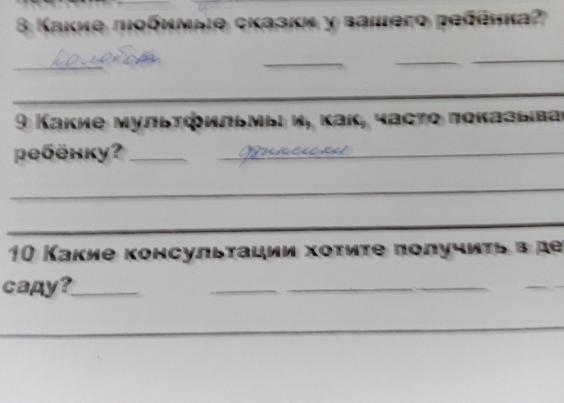 8 Какие любимые сказки у вашего ребёнка?
Колобок
9 Какие мультфильмы и, как, часто показыва
ребёнку? фиксики
10 Какие консультации хотите получить в де
саду?